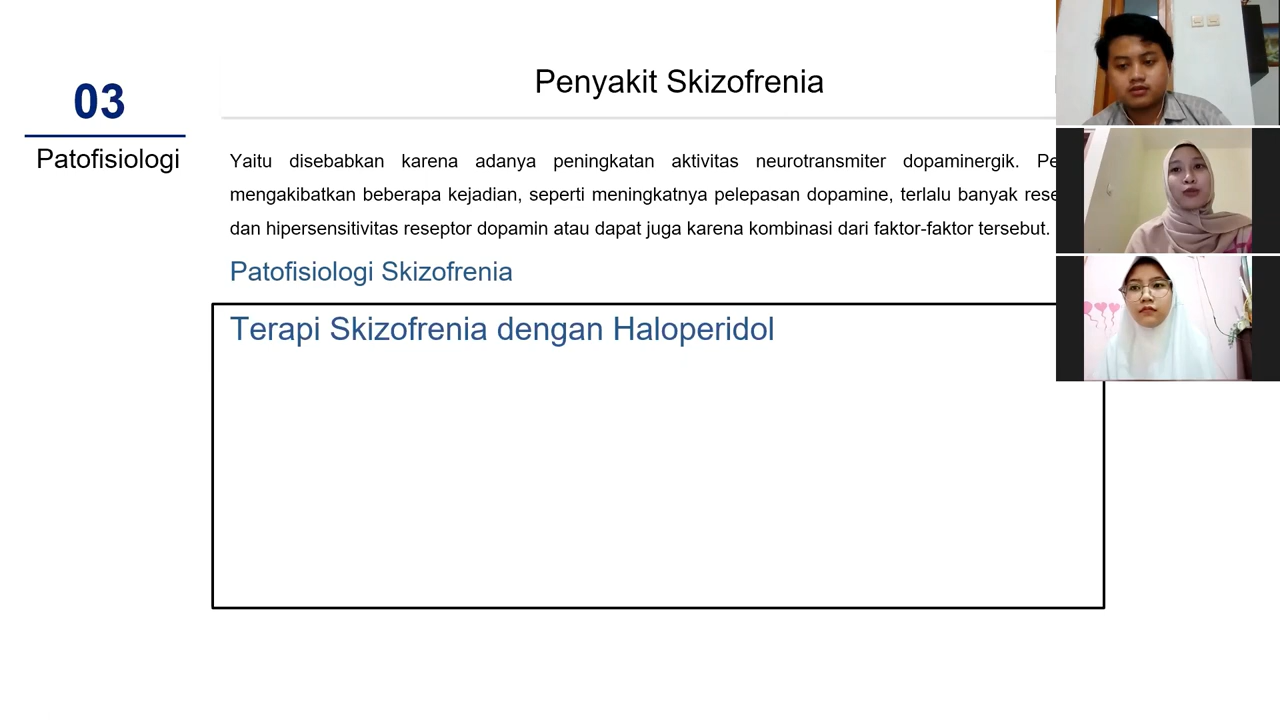 03
Patofisiologi
Penyakit Skizofrenia
Yaitu disebabkan karena adanya peningkatan aktivitas neurotransmiter dopaminergik.
mengakibatkan beberapa kejadian, seperti meningkatnya pelepasan dopamine, terlalu banyak
dan hipersensitivitas reseptor dopamin atau dapat juga karena kombinasi dari faktor-faktor tersebut.
Patofisiologi Skizofrenia
Terapi Skizofrenia dengan Haloperidol